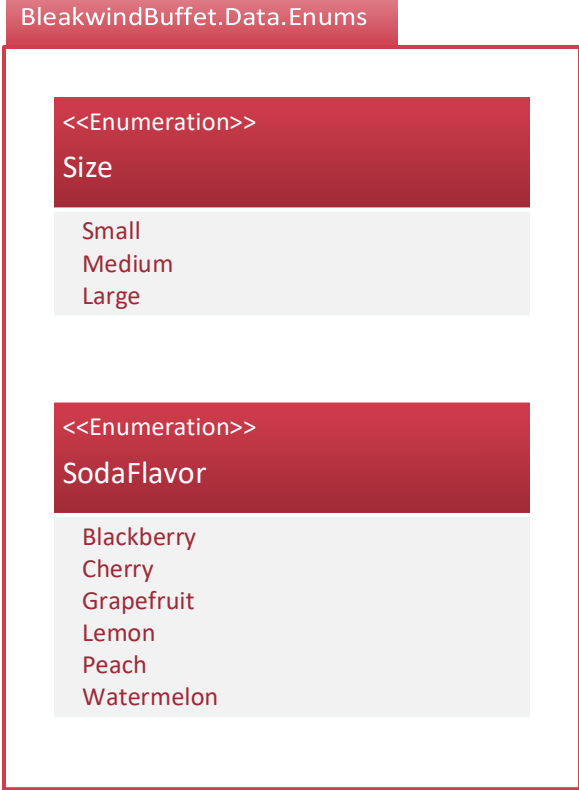 BleakwindBuffet.Data.Enums
<<Enumeration>>
Size
Small
Medium
Large
<<Enumeration>>
SodaFlavor
Blackberry
Cherry
Grapefruit
Lemon
Peach
Watermelon